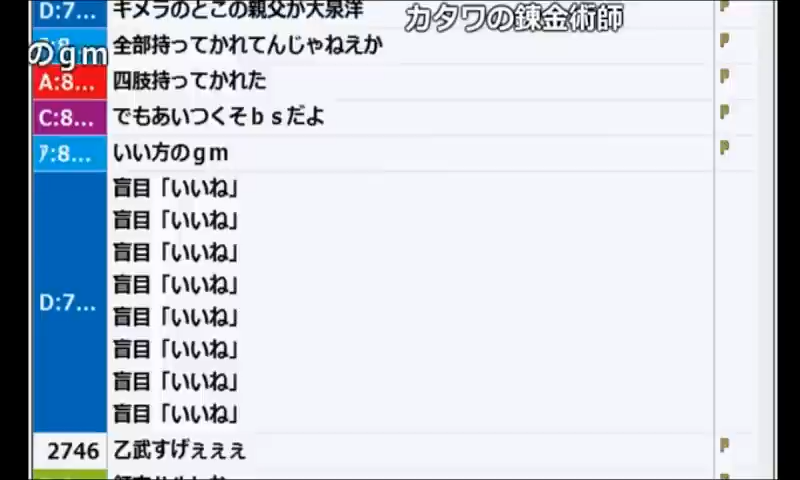 D:7... キメラのとこの親父が大泉洋
カタワの錬金術師
全部持ってかれてんじゃねえか
のgm
A:8... 四肢持ってかれた
C:8... でもあいつくそｂｓだよ
ｱ:8... いい方のｇｍ
盲目「いいね」
盲目「いいね」
盲目「いいね」
盲目「いいね」
D:7...
盲目「いいね」
盲目「いいね」
盲目「いいね」
盲目「いいね」
2746 乙武すげぇぇぇ